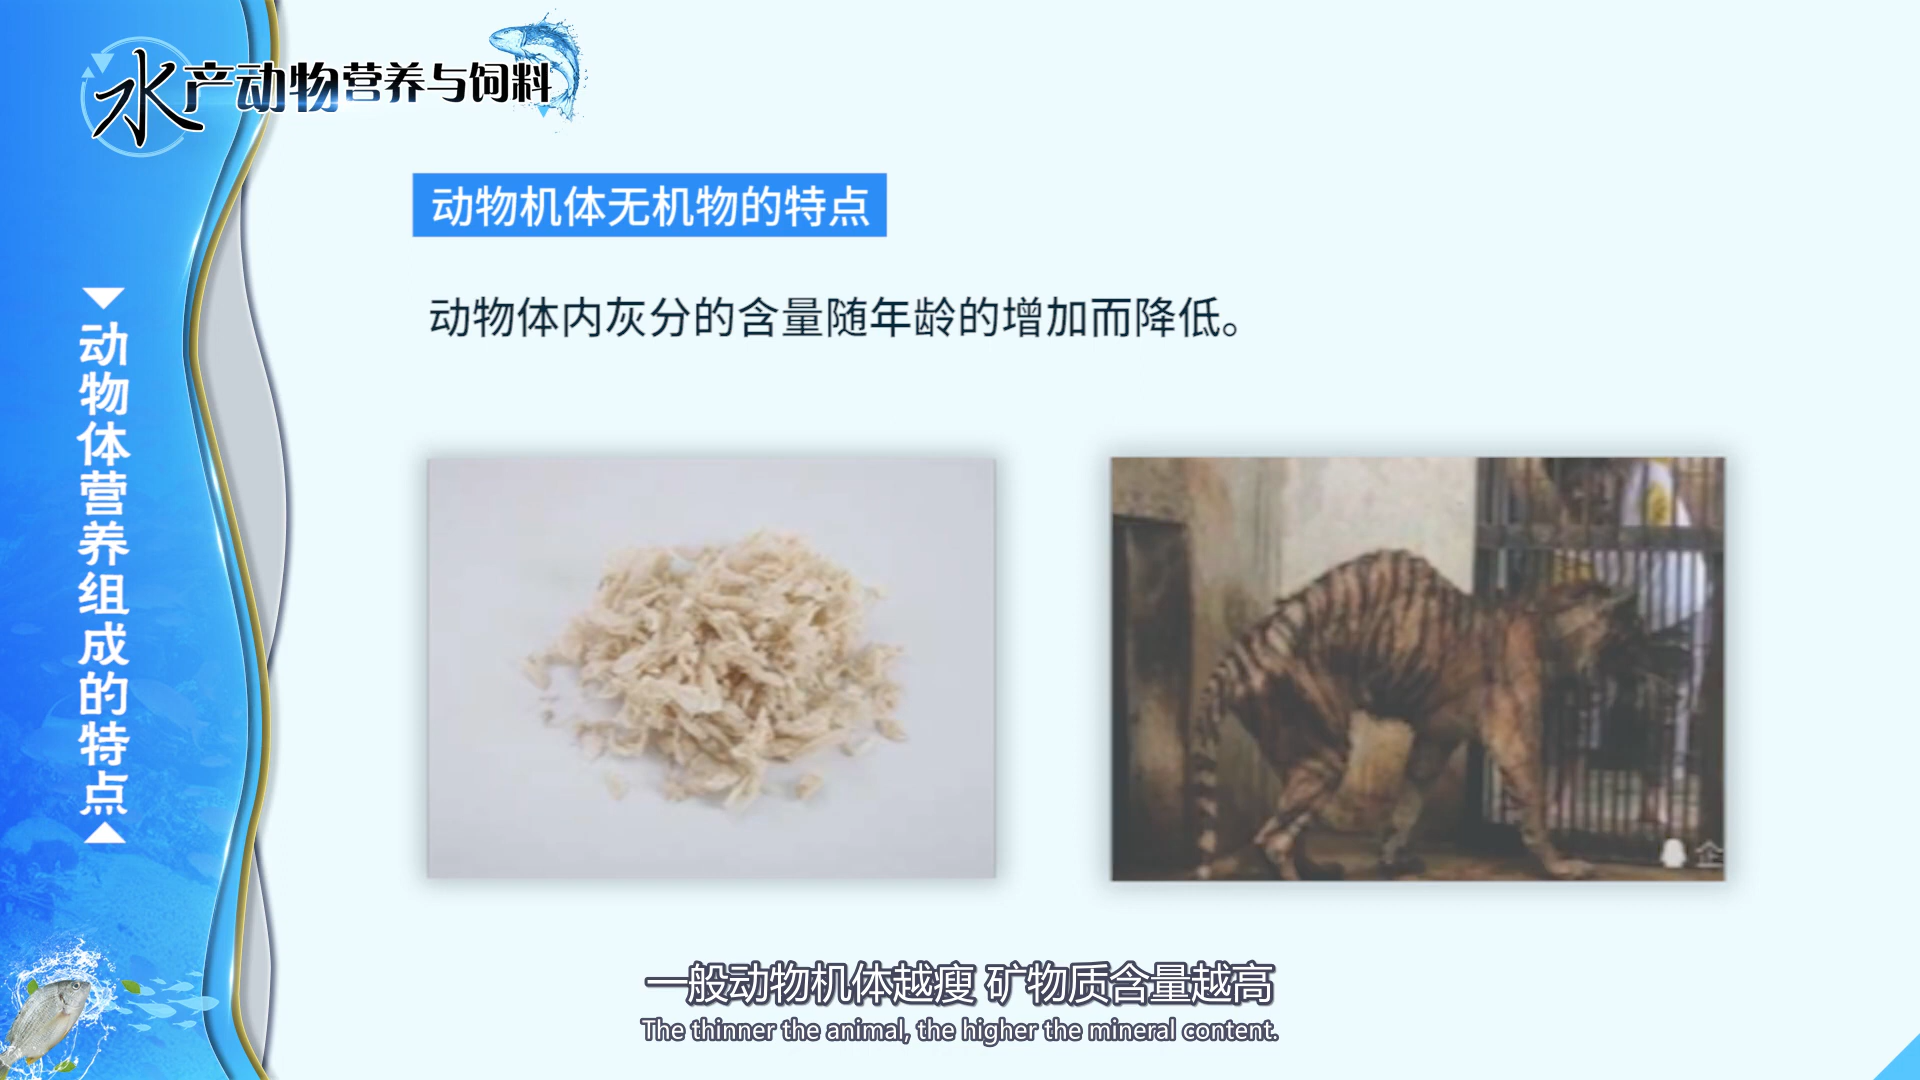 水产动物营养与饲料
动物机体无机物的特点
动物体内灰分的含量随年龄的增加而降低。
动物体营养组成的特点
企
一般动物机体越瘦 矿物质含量越高
The thinner the animal, the higher the mineral content.